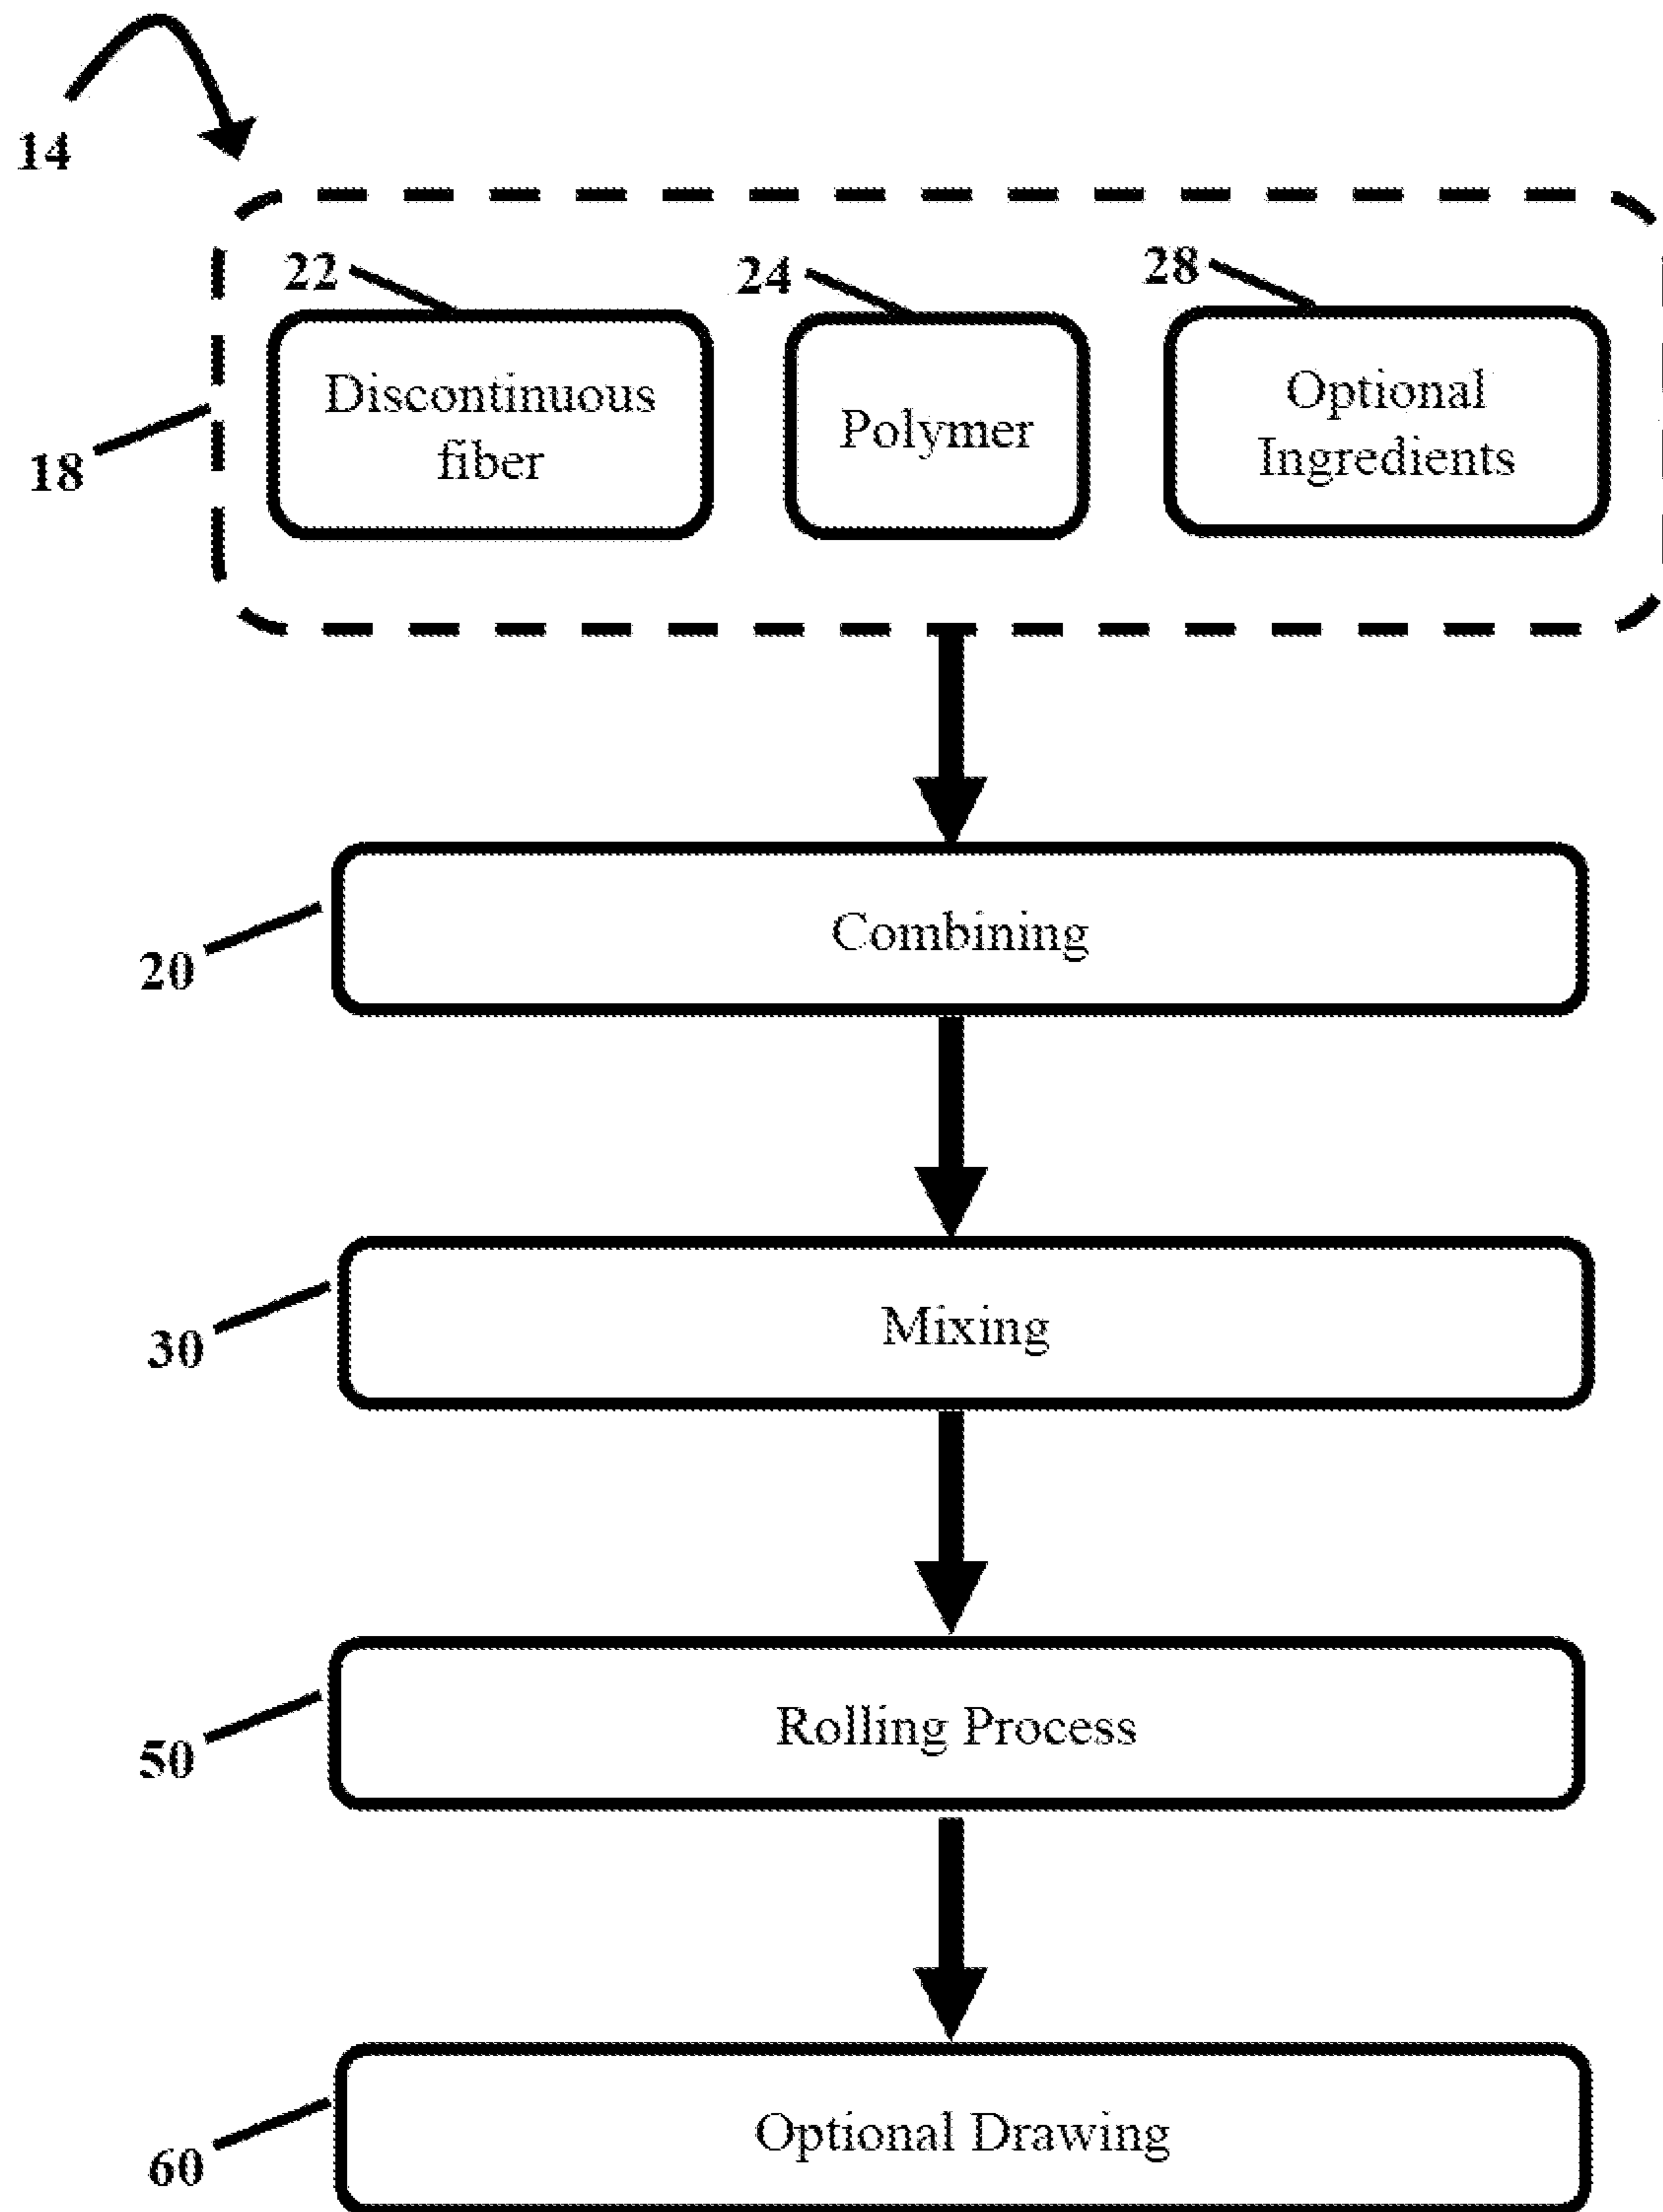 14
22
24
28
Discontinuous
fiber
Polymer
Optional
Ingredients
18
Combining
20
Mixing
30
Rolling Process
50
Optional Drawing
60